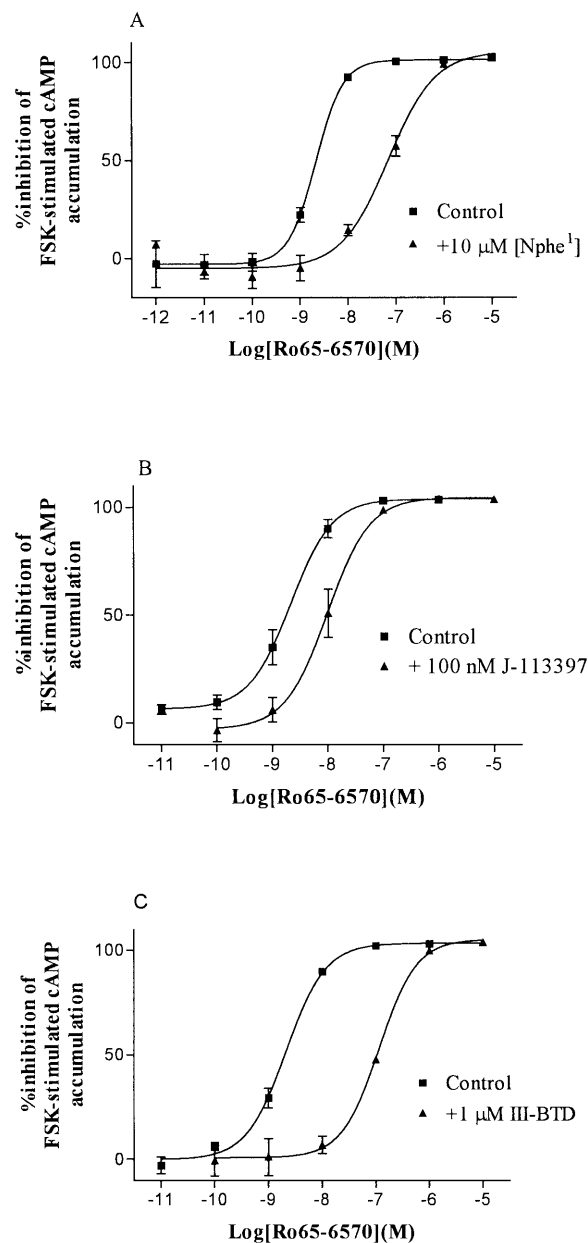 A
%inhibition of
FSK-stimulated cAMP
accumulation
100
50
0
Control
+10 μM [Nphe¹]
-12 -11 -10 -9 -8 -7 -6 -5
Log[Ro65-6570](M)
B
%inhibition of
FSK-stimulated cAMP
accumulation
100
50
0
Control
+ 100 nM J-113397
-11 -10 -9 -8 -7 -6 -5
Log[Ro65-6570](M)
C
%inhibition of
FSK-stimulated cAMP
accumulation
100
50
0
Control
+1 μM III-BTD
-11 -10 -9 -8 -7 -6 -5
Log[Ro65-6570](M)